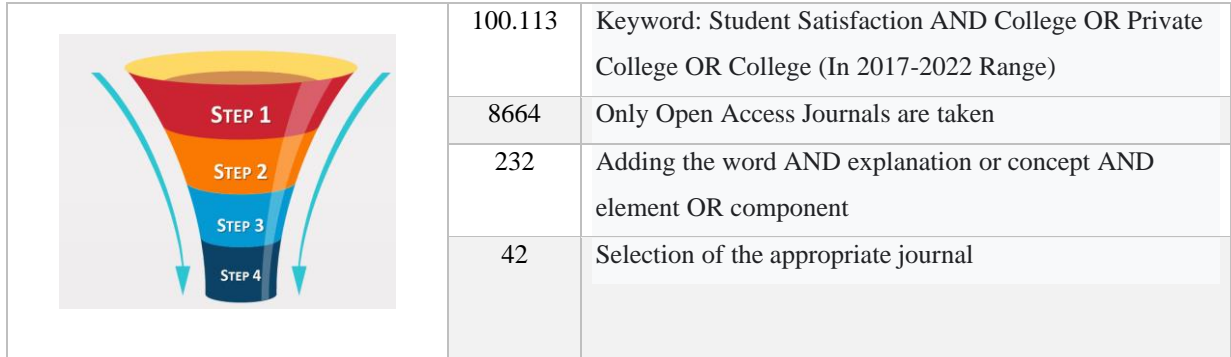 STEP 1
STEP 2
STEP 3
STEP 4
100.113 Keyword: Student Satisfaction AND College OR Private
College OR College (In 2017-2022 Range)
8664 Only Open Access Journals are taken
232 Adding the word AND explanation or concept AND
element OR component
42 Selection of the appropriate journal